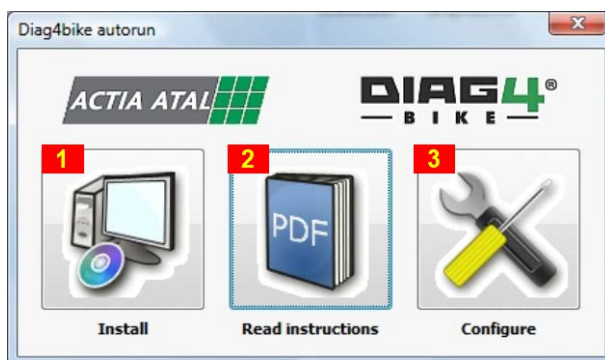 Diag4bike autorun
ACTIA ATAL
DIAG4®
BIKE
1 2 3
PDF
Install Read instructions Configure